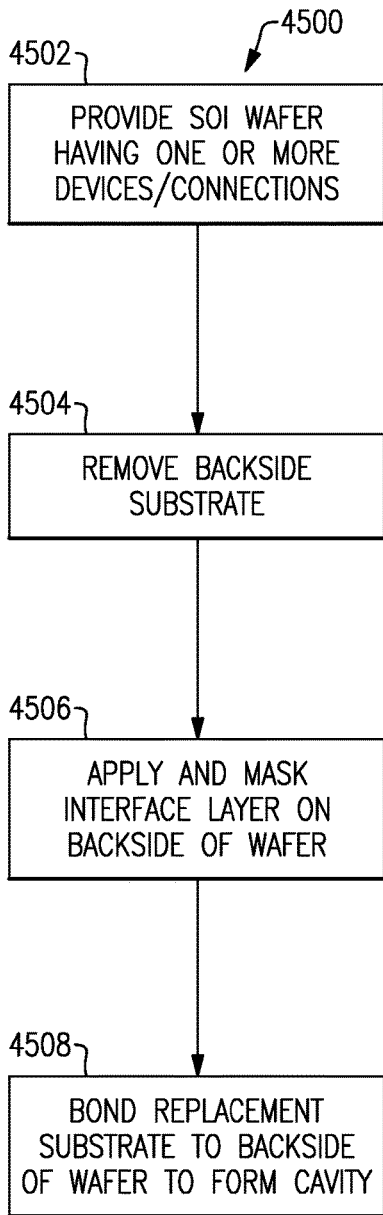 4500
4502
PROVIDE SOI WAFER
HAVING ONE OR MORE
DEVICES/CONNECTIONS
4504
REMOVE BACKSIDE
SUBSTRATE
4506
APPLY AND MASK
INTERFACE LAYER ON
BACKSIDE OF WAFER
4508
BOND REPLACEMENT
SUBSTRATE TO BACKSIDE
OF WAFER TO FORM CAVITY